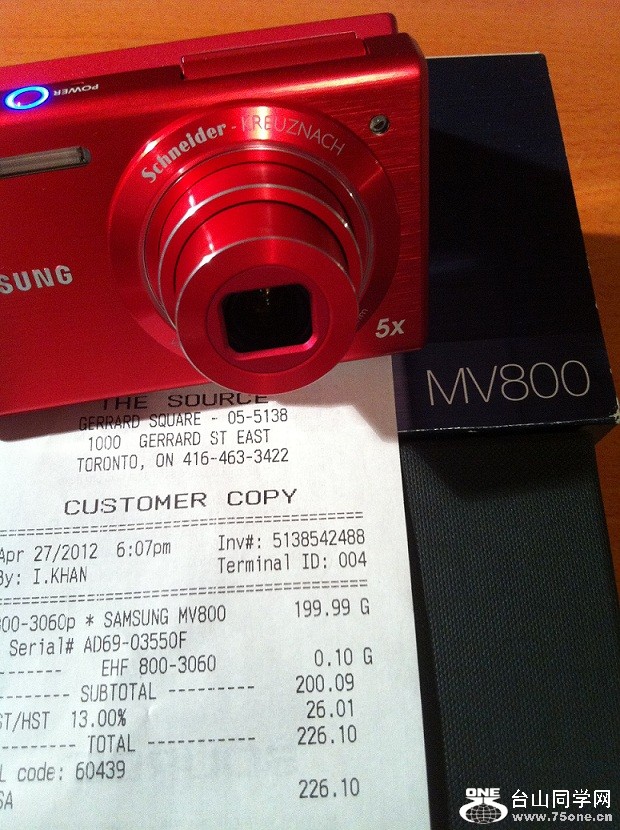 POWER
Schneider-KREUZNACH
SUNG
5x
MV800
THE SOURCE
GERRARD SQUARE - 05-5138
1000 GERRARD ST EAST
TORONTO, ON 416-463-3422
CUSTOMER COPY
Apr 27/2012 6:07pm Inv#: 5138542488
By: I.KHAN Terminal ID: 004
00-3060p * SAMSUNG MV800 199.99 G
Serial# AD69-03550F
------- EHF 800-3060 0.10 G
-------- SUBTOTAL ---------- 200.09
ST/HST 13.00% 26.01
--------- TOTAL ----------- 226.10
L code: 60439
SA 226.10
ONE 台山同学网
www.75one.cn